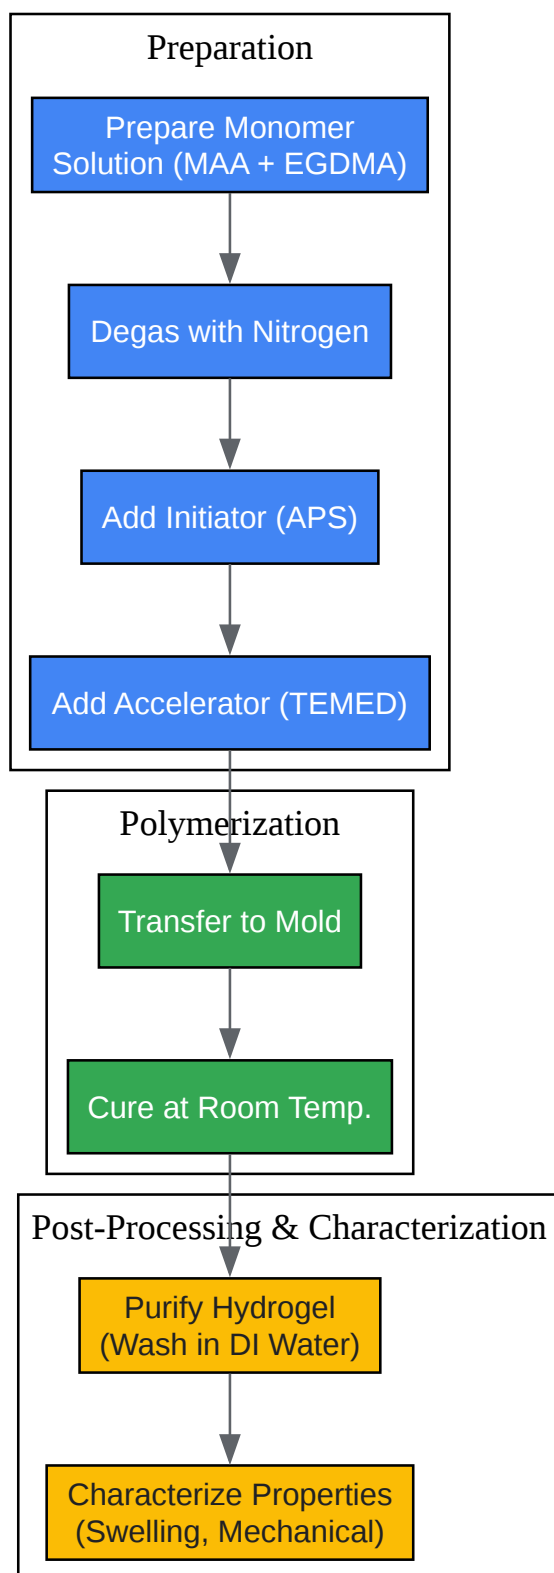 Preparation
Prepare Monomer
Solution (MAA + EGDMA)
Degas with Nitrogen
Add Initiator (APS)
Add Accelerator (TEMED)
Polymerization
Transfer to Mold
Cure at Room Temp.
Post-Processing & Characterization
Purify Hydrogel
(Wash in DI Water)
Characterize Properties
(Swelling, Mechanical)